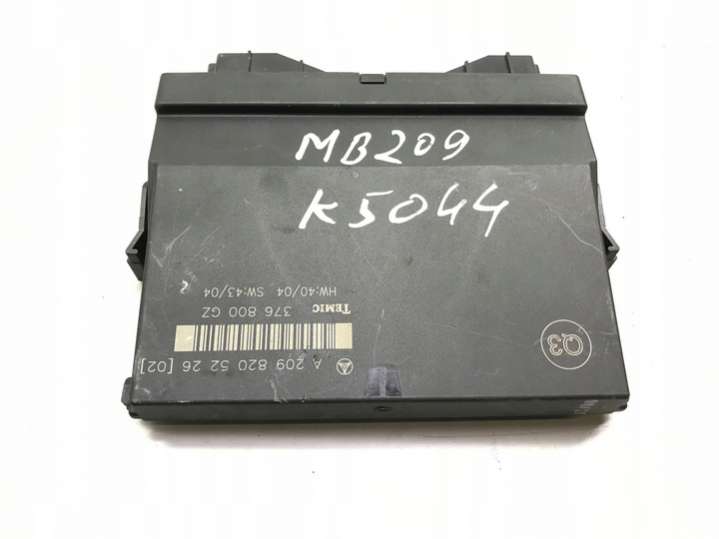 MB209
K5044
A 209 820 52 26 [02]
TEMIC 376 800 GZ
HW:40/04 SW:43/04
Q3